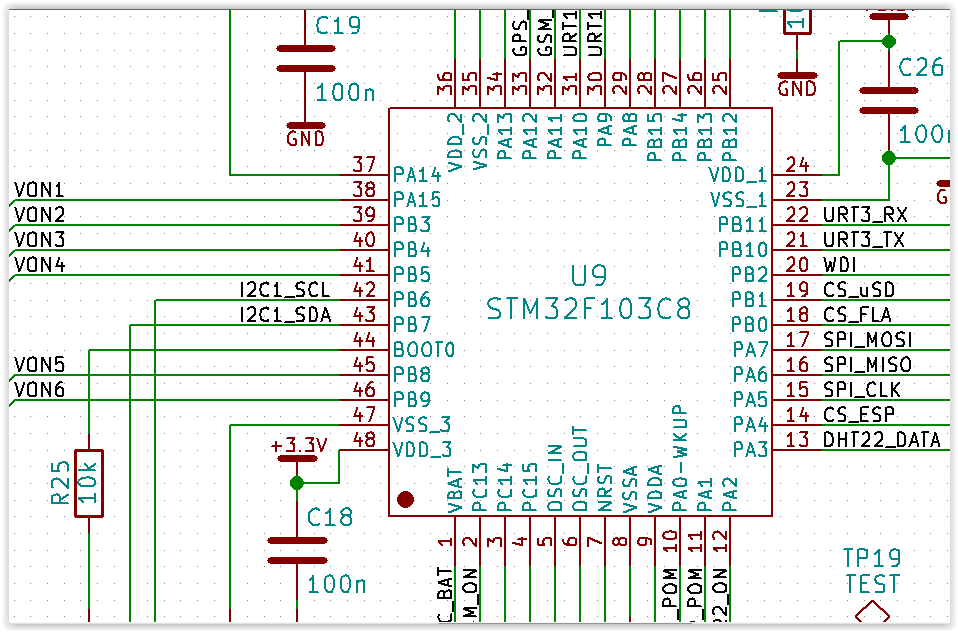 C19
100n
GND
GPS_
GSM_
URT1
URT1
GND
C26
100n
36
35
34
33
32
31
30
29
28
27
26
25
VDD_2
VSS_2
PA13
PA12
PA11
PA10
PA9
PA8
PB15
PB14
PB13
PB12
VON1
VON2
VON3
VON4
I2C1_SCL
I2C1_SDA
VON5
VON6
37 PA14
38 PA15
39 PB3
40 PB4
41 PB5
42 PB6
43 PB7
44 BOOT0
45 PB8
46 PB9
47 VSS_3
48 VDD_3
U9
STM32F103C8
VDD_1 24
VSS_1 23
PB11 22 URT3_RX
PB10 21 URT3_TX
PB2 20 WDI
PB1 19 CS_uSD
PB0 18 CS_FLA
PA7 17 SPI_MOSI
PA6 16 SPI_MISO
PA5 15 SPI_CLK
PA4 14 CS_ESP
PA3 13 DHT22_DATA
VBAT
PC13
PC14
PC15
OSC_IN
OSC_OUT
NRST
VSSA
VDDA
PA0-WKUP
PA1
PA2
1
2
3
4
5
6
7
8
9
10
11
12
C_BAT
M_ON
_POM
_POM
22_ON
+3.3V
C18
100n
R25
10k
TP19
TEST